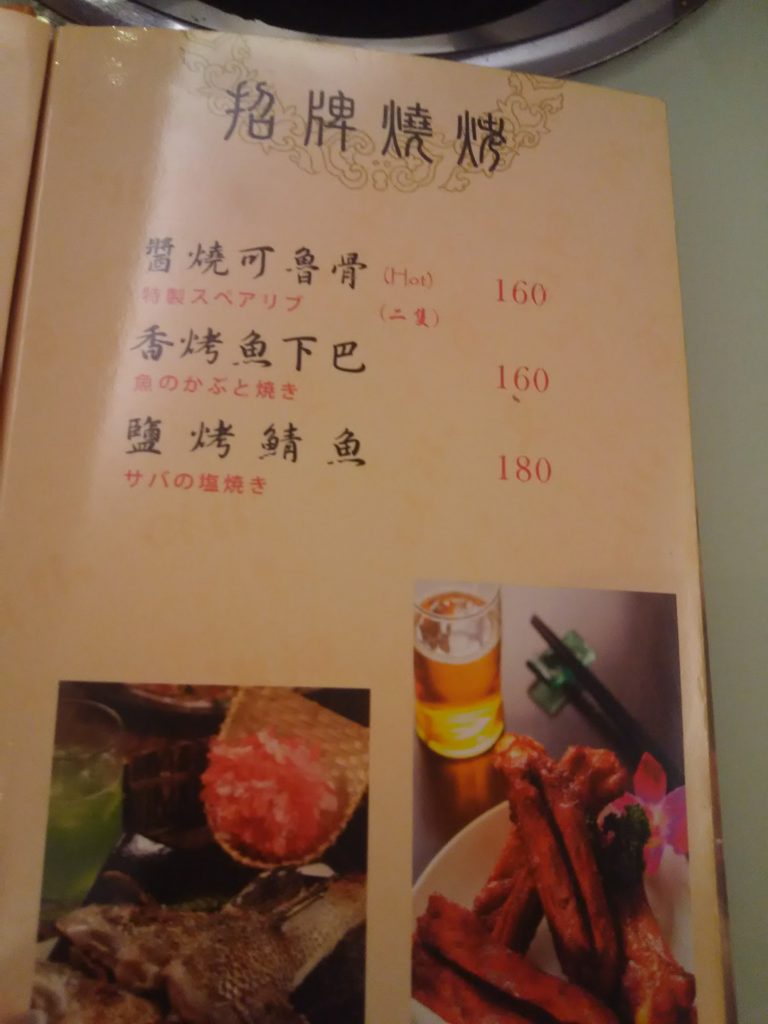 招牌燒烤
醬燒可魯骨 (Hot) 160
特製スペアリブ (二隻)
香烤魚下巴 160
魚のかぶと焼き
鹽烤鯖魚 180
サバの塩焼き